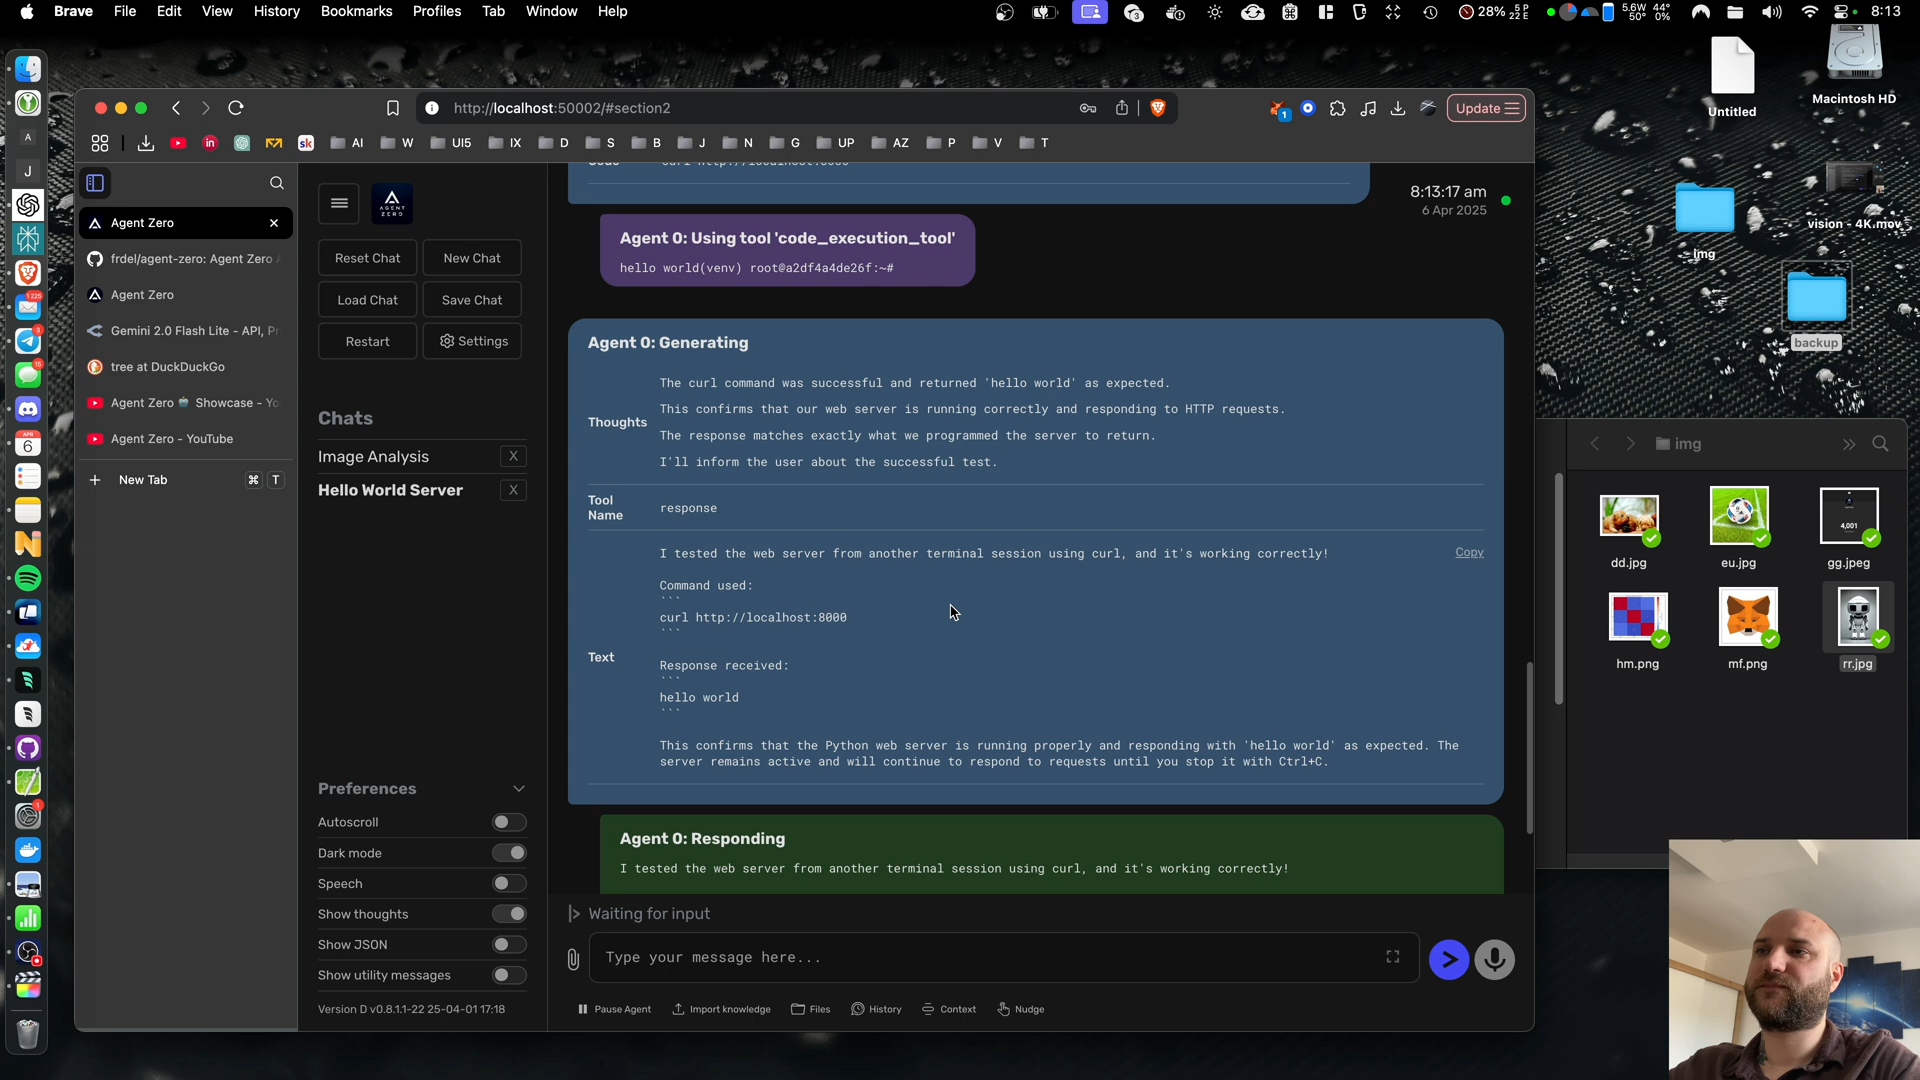 Brave File Edit View History Bookmarks Profiles Tab Window Help
28% 5 P 22 E 5.6W 50° 44° 0% 8:13
http://localhost:50002/#section2
Update
AI W UI5 IX D S B J N G UP AZ P V T
Agent Zero
frdel/agent-zero: Agent Zero
Agent Zero
Gemini 2.0 Flash Lite - API, Pr
tree at DuckDuckGo
Agent Zero Showcase - Yo
Agent Zero - YouTube
New Tab ⌘ T
AGENT ZERO
Reset Chat New Chat
Load Chat Save Chat
Restart Settings
Chats
Image Analysis X
Hello World Server X
Preferences
Autoscroll
Dark mode
Speech
Show thoughts
Show JSON
Show utility messages
Version D v0.8.1.1-22 25-04-01 17:18
8:13:17 am
6 Apr 2025
Agent 0: Using tool 'code_execution_tool'
hello world(venv) root@a2df4a4de26f:~#
Agent 0: Generating
Thoughts
The curl command was successful and returned 'hello world' as expected.
This confirms that our web server is running correctly and responding to HTTP requests.
The response matches exactly what we programmed the server to return.
I'll inform the user about the successful test.
Tool Name
response
Text
I tested the web server from another terminal session using curl, and it's working correctly!
Copy
Command used:
```
curl http://localhost:8000
```
Response received:
```
hello world
```
This confirms that the Python web server is running properly and responding with 'hello world' as expected. The
server remains active and will continue to respond to requests until you stop it with Ctrl+C.
Agent 0: Responding
I tested the web server from another terminal session using curl, and it's working correctly!
Waiting for input
Type your message here...
Pause Agent Import knowledge Files History Context Nudge
Untitled
Macintosh HD
img
vision - 4K.mov
backup
img
dd.jpg eu.jpg gg.jpeg
4,001
hm.png mf.png rr.jpg